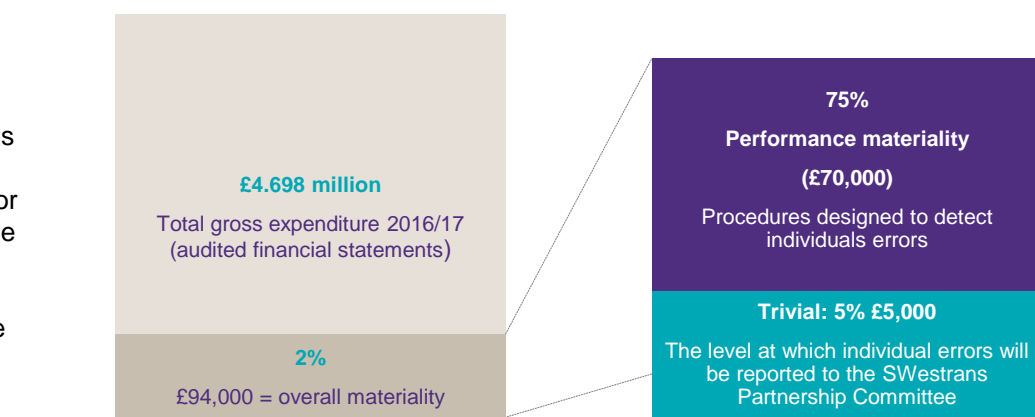 s
or
e
e
£4.698 million
Total gross expenditure 2016/17
(audited financial statements)
2%
£94,000 = overall materiality
75%
Performance materiality
(£70,000)
Procedures designed to detect
individuals errors
Trivial: 5% £5,000
The level at which individual errors will
be reported to the SWestrans
Partnership Committee